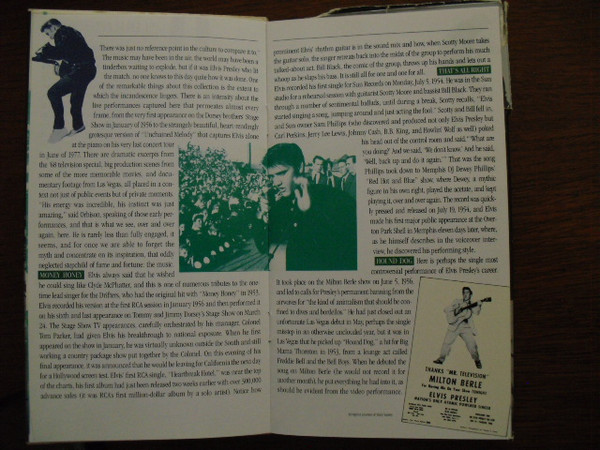 There was just no reference point in the culture to compare it to."
The music may have been in the air, the world may have been a
tinderbox waiting to explode, but if it was Elvis Presley who lit
the match, no one knows to this day quite how it was done. One
of the remarkable things about this collection is the extent to
which the incandescence lingers. There is an intensity about the
live performances captured here that permeates almost every
frame, from the very first appearance on the Dorsey brothers' Stage
Show in January of 1956 to the strangely beautiful, heart-rendingly
grotesque version of "Unchained Melody" that captures Elvis alone
at the piano on his very last concert tour
in June of 1977. There are dramatic excerpts from
the '68 television special, big production scenes from
some of the more memorable movies, and documentary
footage from Las Vegas, all placed in a context
not just of public events but of private moments.
"His energy was incredible, his instinct was just
amazing," said Orbison, speaking of those early performances,
and that is what we see, over and over
again, here. He is rarely less than fully engaged, it
seems, and for once we are able to forget the
myth and concentrate on its inspiration, that oddly
neglected stepchild of fame and fortune: the music.
MONEY HONEY Elvis always said that he wished
he could sing like Clyde McPhatter, and this is one of numerous tributes to the onetime
lead singer for the Drifters, who had the original hit with "Money Honey" in 1953.
Elvis recorded his version at the first RCA session in January 1956 and then performed it
on his sixth and last appearance on Tommy and Jimmy Dorsey's Stage Show on March
24. The Stage Show TV appearances, carefully orchestrated by his manager, Colonel
Tom Parker, had given Elvis his breakthrough to national exposure. When he first
appeared on the show in January, he was virtually unknown outside the South and still
working a country package show put together by the Colonel. On this evening of his
final appearance, it was announced that he would be leaving for California the next day
for a Hollywood screen test. Elvis' first RCA single, "Heartbreak Hotel," was near the top
of the charts, his first album had just been released two weeks earlier with over 300,000
advance sales (it was RCA's first million-dollar album by a solo artist). Notice how
prominent Elvis' rhythm guitar is in the sound mix and how, when Scotty Moore takes
the guitar solo, the singer retreats back into the midst of the group to perform his much
talked-about act. Bill Black, the comic of the group, throws up his hands and lets out a
whoop as he slaps his bass. It is still all for one and one for all. THAT'S ALL RIGHT
Elvis recorded his first single for Sun Records on Monday, July 5, 1954. He was in the Sun
studio for a rehearsal session with guitarist Scotty Moore and bassist Bill Black. They ran
through a number of sentimental ballads, until during a break, Scotty recalls, "Elvis
started singing a song, jumping around and just acting the fool." Scotty and Bill fell in,
and Sun owner Sam Phillips (who discovered and produced not only Elvis Presley but
Carl Perkins, Jerry Lee Lewis, Johnny Cash, B.B. King, and Howlin' Wolf as well) poked
his head out of the control room and said, "'What are
you doing?' And we said, 'We don't know.' And he said,
'Well, back up and do it again.'" That was the song
Phillips took down to Memphis DJ Dewey Phillips'
"Red Hot and Blue" show, where Dewey, a mythic
figure in his own right, played the acetate, and kept
playing it, over and over again. The record was quickly
pressed and released on July 19, 1954, and Elvis
made his first major public appearance at the Overton
Park Shell in Memphis eleven days later, where,
as he himself describes in the voiceover interview,
he discovered his performing style.
HOUND DOG Here is perhaps the single most
controversial performance of Elvis Presley's career.
It took place on the Milton Berle show on June 5, 1956
and led to calls for Presley's permanent banning from the
airwaves for "the kind of animalism that should be confined
to dives and bordellos." He had just closed out an
unfortunate Las Vegas debut in May, perhaps the single
misstep in an otherwise unclouded year, but it was in
Las Vegas that he picked up "Hound Dog," a hit for Big
Mama Thornton in 1953, from a lounge act called
Freddie Bell and the Bell Boys. When he debuted the
song on Milton Berle (he would not record it for
another month), he put everything he had into it, as
should be evident from the video performance.
THANKS "MR. TELEVISION"
MILTON BERLE
ELVIS PRESLEY